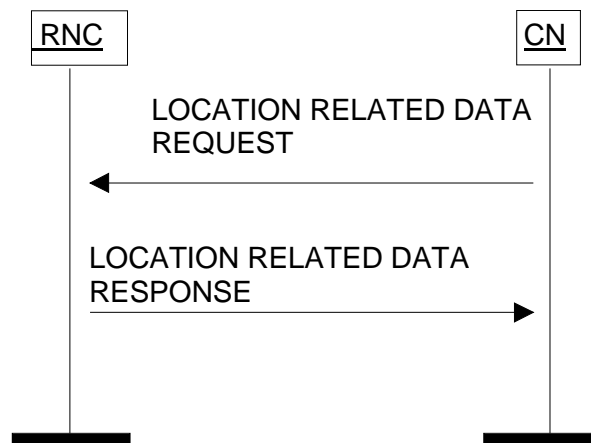 RNC
CN
LOCATION RELATED DATA
REQUEST
LOCATION RELATED DATA
RESPONSE